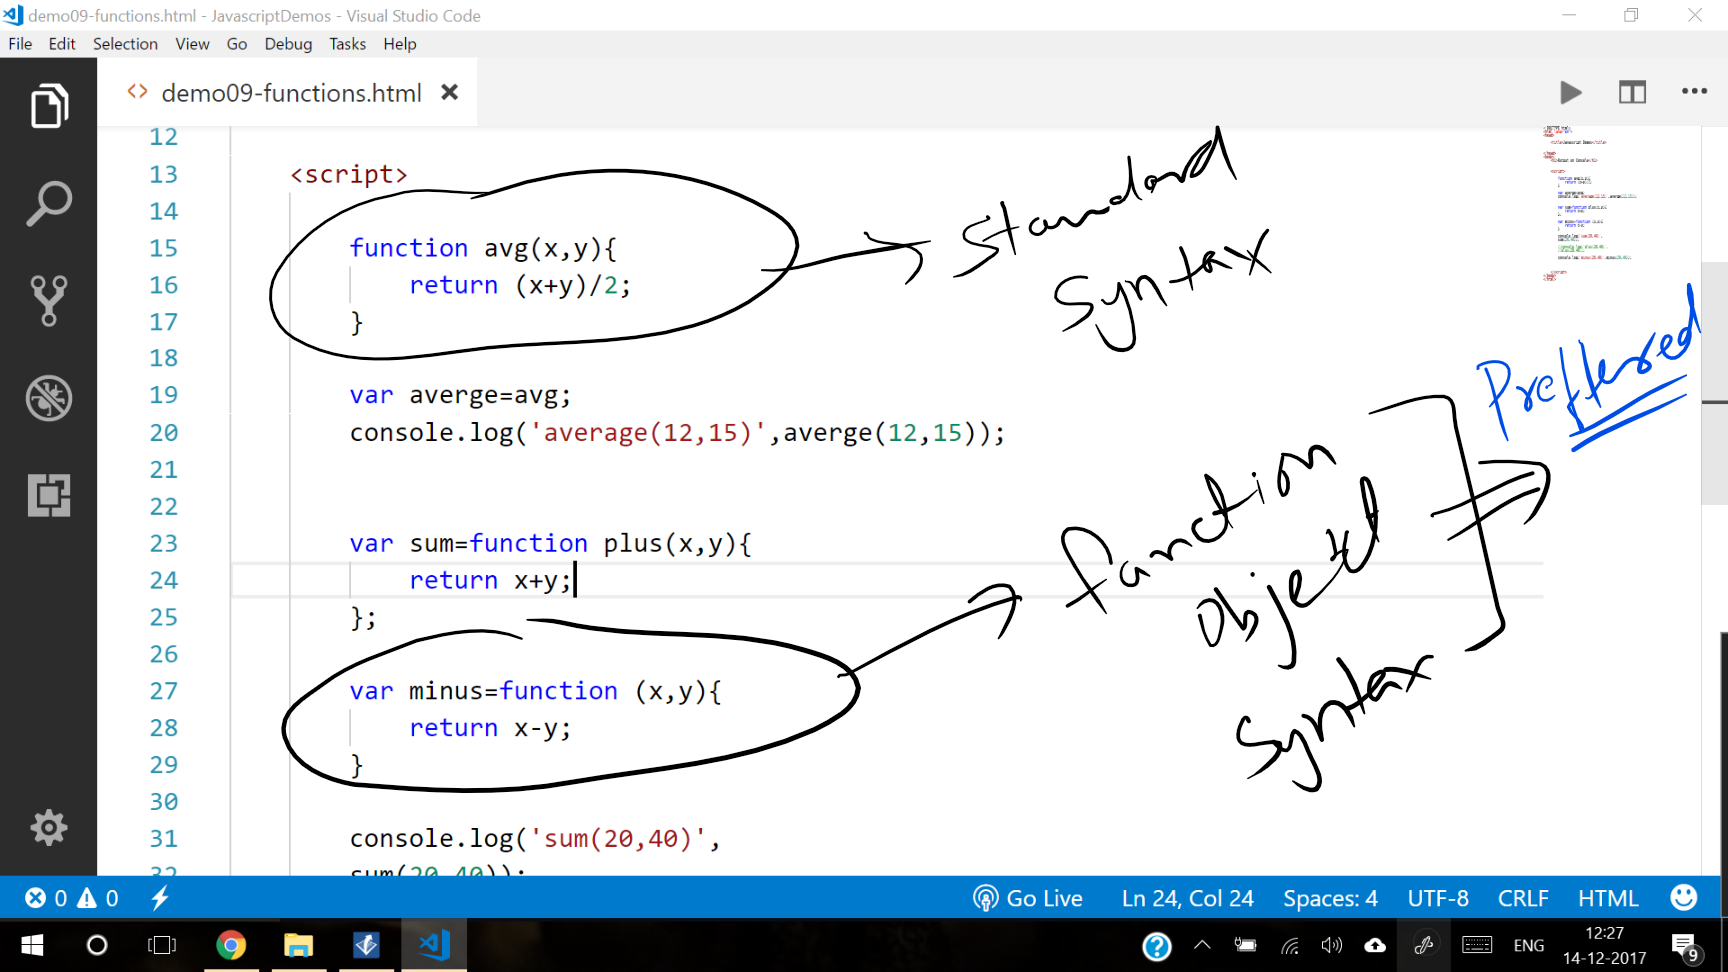 demo09-functions.html - JavascriptDemos - Visual Studio Code
File Edit Selection View Go Debug Tasks Help
<> demo09-functions.html ×
12
13 <script>
14
15 function avg(x,y){
16 return (x+y)/2;
17 }
18
19 var averge=avg;
20 console.log('average(12,15)',averge(12,15));
21
22
23 var sum=function plus(x,y){
24 return x+y;
25 };
26
27 var minus=function (x,y){
28 return x-y;
29 }
30
31 console.log('sum(20,40)',
32 sum(20,40));
Standard
Syntax
Preffered
function
Object
Syntax
0 0 Go Live Ln 24, Col 24 Spaces: 4 UTF-8 CRLF HTML
ENG 12:27
14-12-2017 9